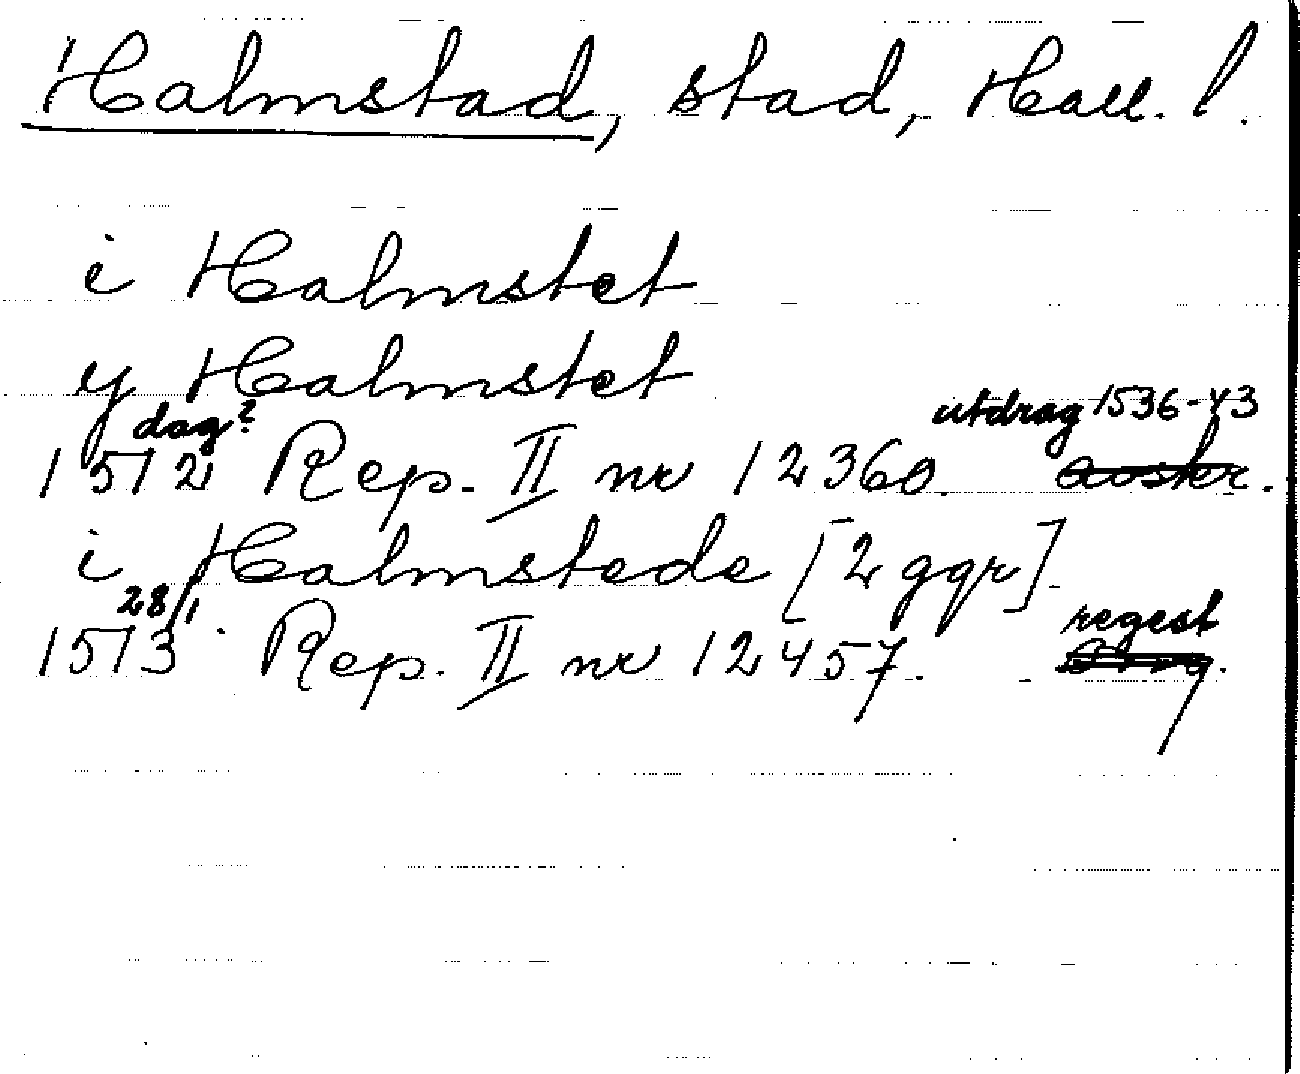 Halmstad, stad, Hall. l.
i Halmstet
y Halmstet
dag? utdrag 1536-43
1512 Rep. II nr 12360.
i Halmstede [2 ggr].
28/1 regest
1513. Rep. II nr 12457. Orig.